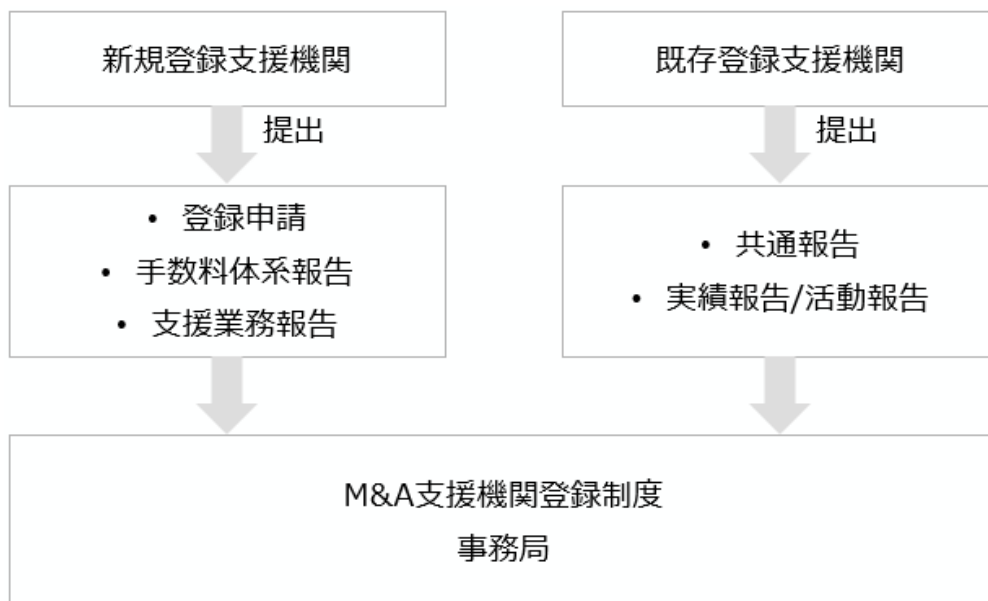 新規登録支援機関
既存登録支援機関
提出
提出
• 登録申請
• 手数料体系報告
• 支援業務報告
• 共通報告
• 実績報告/活動報告
M&A支援機関登録制度
事務局